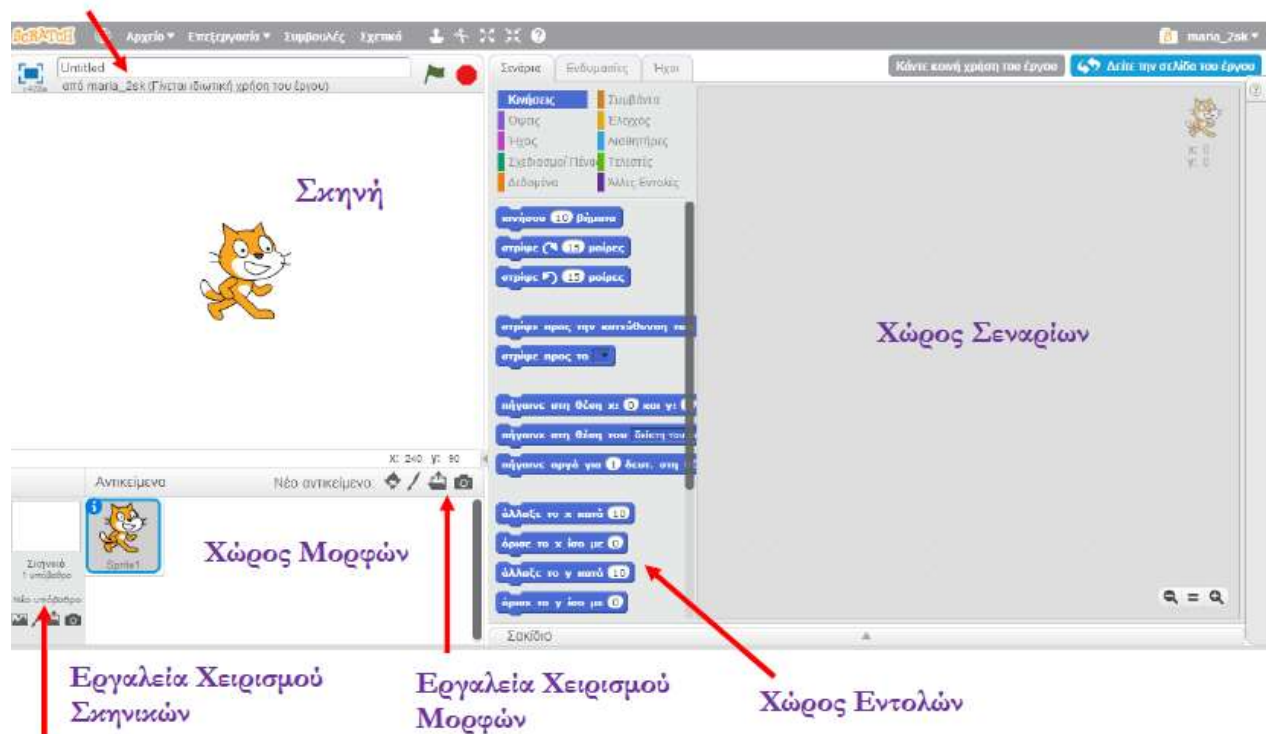 SCRATCH Αρχείο Επεξεργασία Συμβουλές Σχετικά maria_2sk
Untitled
από maria_2sk (Γίνεται ιδιωτική χρήση του έργου)
Σενάρια Ενδυμασίες Ήχοι
Κάντε κοινή χρήση του έργου Δείτε την σελίδα του έργου
Κινήσεις Συμβάντα
Όψεις Έλεγχος
Ήχος Αισθητήρες
Σχεδιασμοί Πένας Τελεστές
Δεδομένα Άλλες Εντολές
x: 0
y: 0
Σκηνή
κινήσου 10 βήματα
στρίψε 15 μοίρες
στρίψε 15 μοίρες
στρίψε προς την κατεύθυνση
στρίψε προς το
πήγαινε στη θέση x: 0 και y:
πήγαινε στη θέση του δείκτη του
πήγαινε αργά για 1 δευτ. στη
άλλαξε το x κατά 10
όρισε το x ίσο με 0
άλλαξε το y κατά 10
όρισε το y ίσο με 0
Χώρος Σεναρίων
x: 240 y: 90
Αντικείμενα Νέο αντικείμενο:
Χώρος Μορφών
Sprite1
Σκηνικό
1 υπόβαθρο
Νέο υπόβαθρο
Σακίδιο
Εργαλεία Χειρισμού
Σκηνικών
Εργαλεία Χειρισμού
Μορφών
Χώρος Εντολών